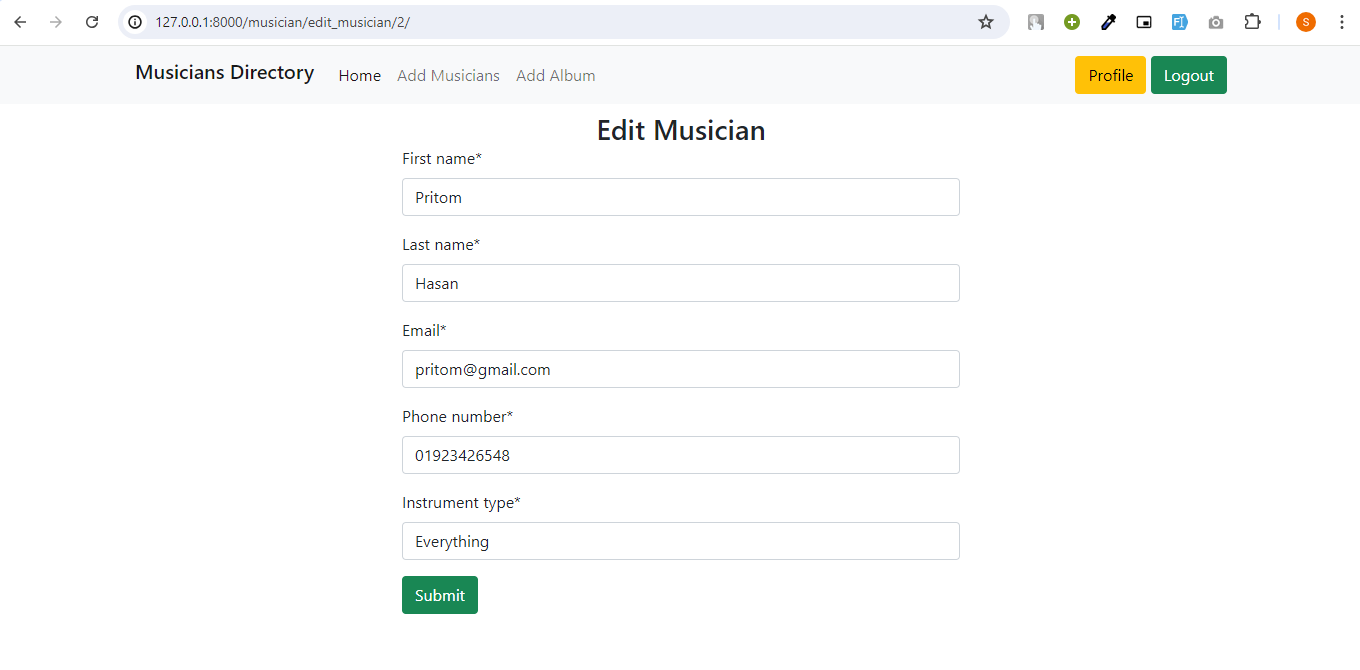 127.0.0.1:8000/musician/edit_musician/2/
S
Musicians Directory Home Add Musicians Add Album Profile Logout
Edit Musician
First name*
Pritom
Last name*
Hasan
Email*
pritom@gmail.com
Phone number*
01923426548
Instrument type*
Everything
Submit